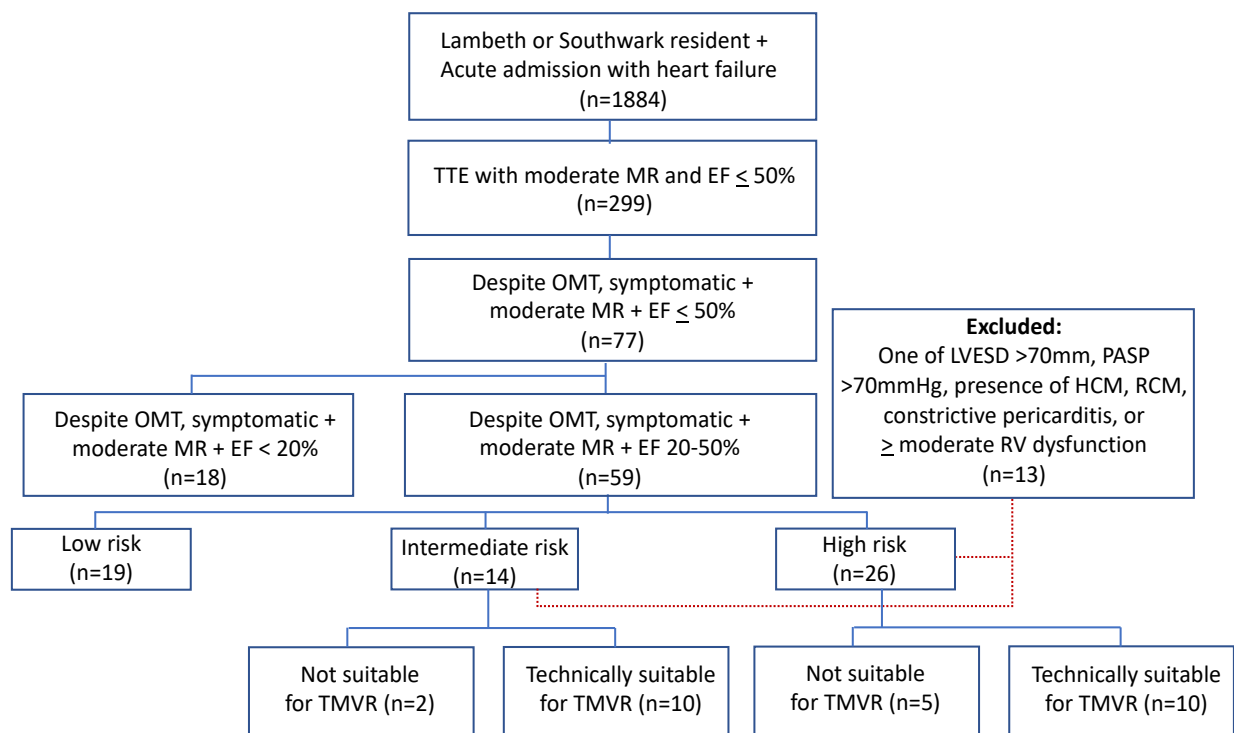 Lambeth or Southwark resident +
Acute admission with heart failure
(n=1884)
TTE with moderate MR and EF ≤ 50%
(n=299)
Despite OMT, symptomatic +
moderate MR + EF ≤ 50%
(n=77)
Excluded:
One of LVESD >70mm, PASP
>70mmHg, presence of HCM, RCM,
constrictive pericarditis, or
≥ moderate RV dysfunction
(n=13)
Despite OMT, symptomatic +
moderate MR + EF < 20%
(n=18)
Despite OMT, symptomatic +
moderate MR + EF 20-50%
(n=59)
Low risk
(n=19)
Intermediate risk
(n=14)
High risk
(n=26)
Not suitable
for TMVR (n=2)
Technically suitable
for TMVR (n=10)
Not suitable
for TMVR (n=5)
Technically suitable
for TMVR (n=10)